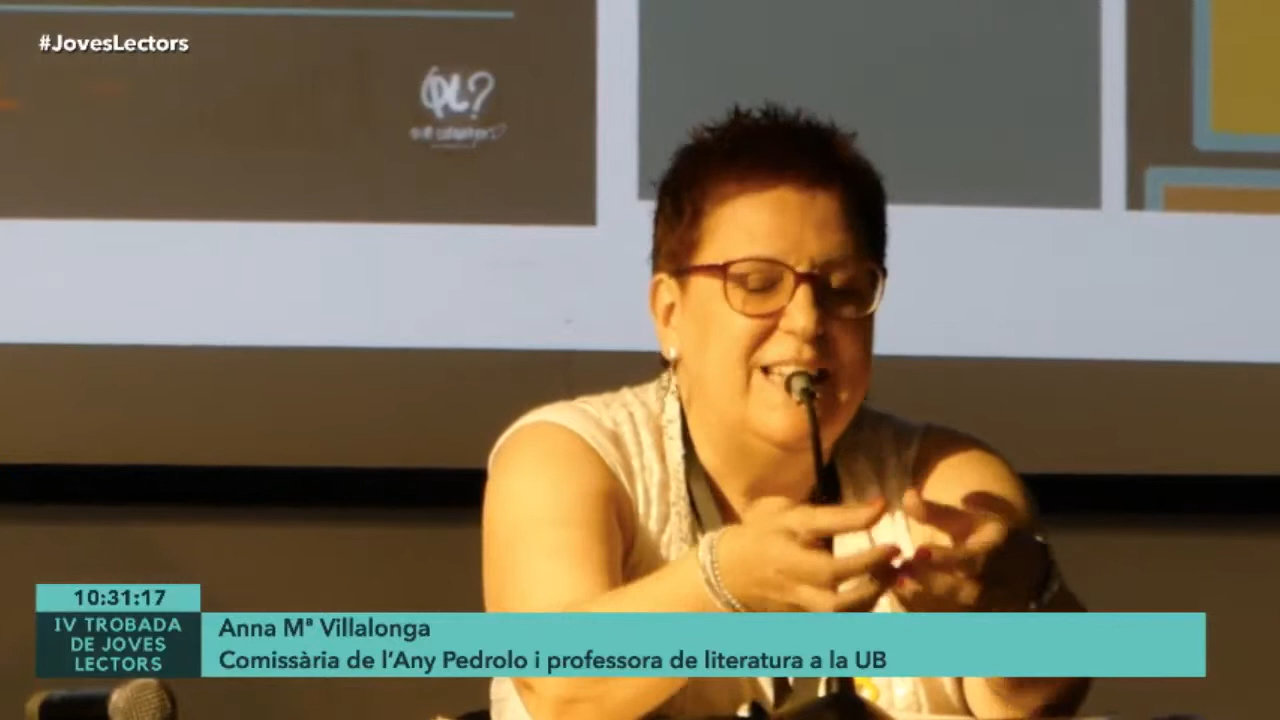 #JovesLectors
QL?
10:31:17
IV TROBADA
DE JOVES
LECTORS
Anna Mª Villalonga
Comissària de l'Any Pedrolo i professora de literatura a la UB